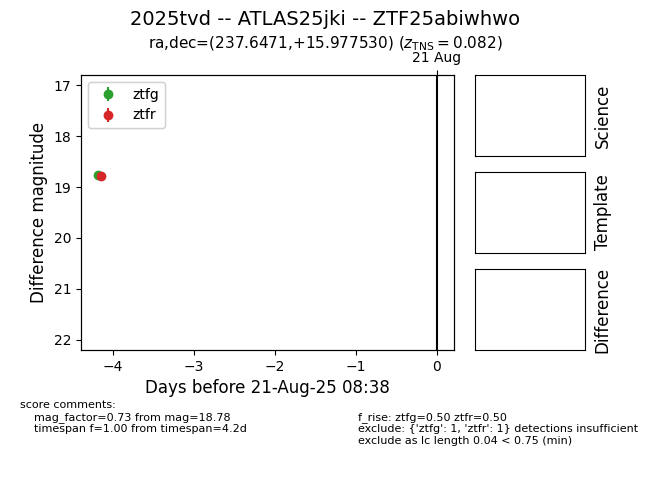 2025tvd -- ATLAS25jki -- ZTF25abiwhwo
ra,dec=(237.6471,+15.977530) (z_TNS = 0.082)
21 Aug
ztfg
ztfr
17
18
19
20
21
22
Difference magnitude
−4
−3
−2
−1
0
Days before 21-Aug-25 08:38
Science
Template
Difference
score comments:
mag_factor=0.73 from mag=18.78
timespan f=1.00 from timespan=4.2d
f_rise: ztfg=0.50 ztfr=0.50
exclude: {'ztfg': 1, 'ztfr': 1} detections insufficient
exclude as lc length 0.04 < 0.75 (min)